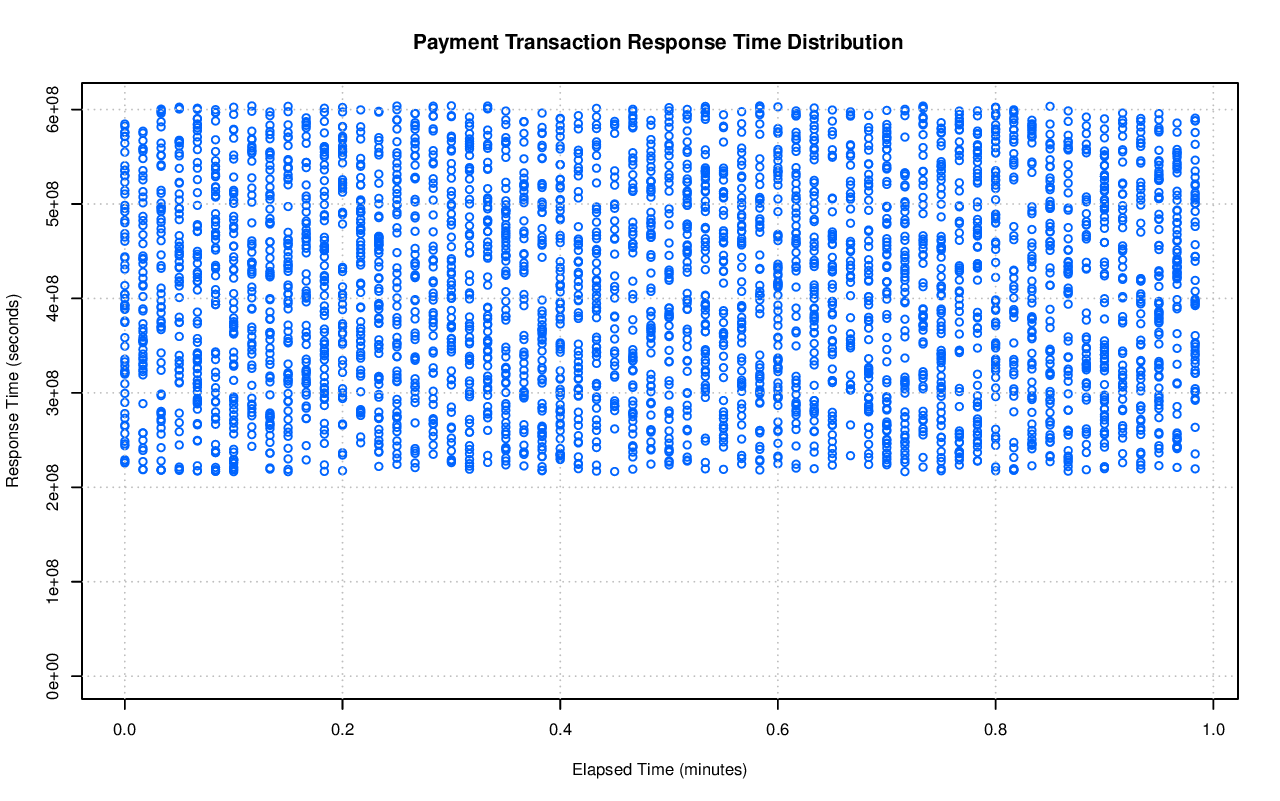 Payment Transaction Response Time Distribution
Response Time (seconds)
6e+08
5e+08
4e+08
3e+08
2e+08
1e+08
0e+00
0.0 0.2 0.4 0.6 0.8 1.0
Elapsed Time (minutes)